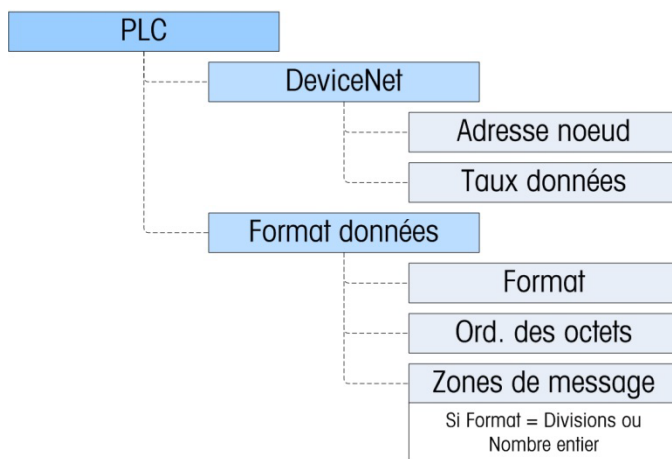 PLC
DeviceNet
Adresse noeud
Taux données
Format données
Format
Ord. des octets
Zones de message
Si Format = Divisions ou
Nombre entier